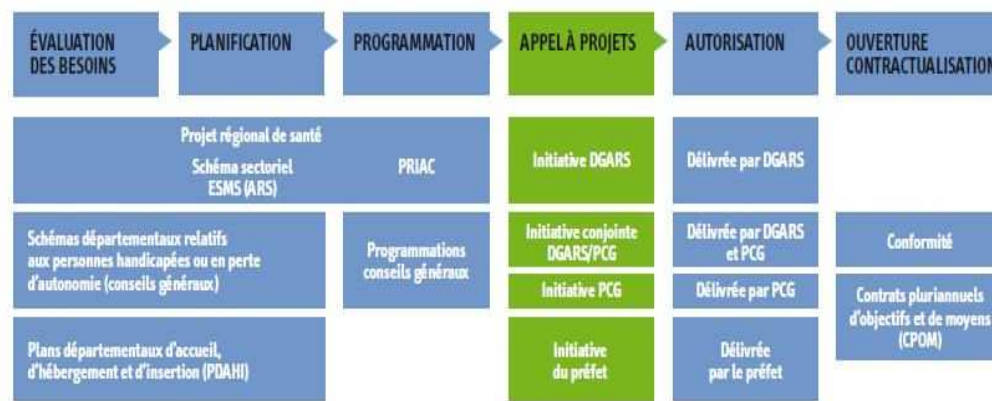 ÉVALUATION
DES BESOINS
PLANIFICATION
PROGRAMMATION
APPEL À PROJETS
AUTORISATION
OUVERTURE
CONTRACTUALISATION
Projet régional de santé
Schéma sectoriel
ESMS (ARS)
PRIAC
Initiative DGARS
Délivrée par DGARS
Schémas départementaux relatifs
aux personnes handicapées ou en perte
d'autonomie (conseils généraux)
Programmations
conseils généraux
Initiative conjointe
DGARS/PCG
Délivrée par DGARS
et PCG
Conformité
Initiative PCG
Délivrée par PCG
Contrats pluriannuels
d'objectifs et de moyens
(CPOM)
Plans départementaux d'accueil,
d'hébergement et d'insertion (PDAHI)
Initiative
du préfet
Délivrée
par le préfet